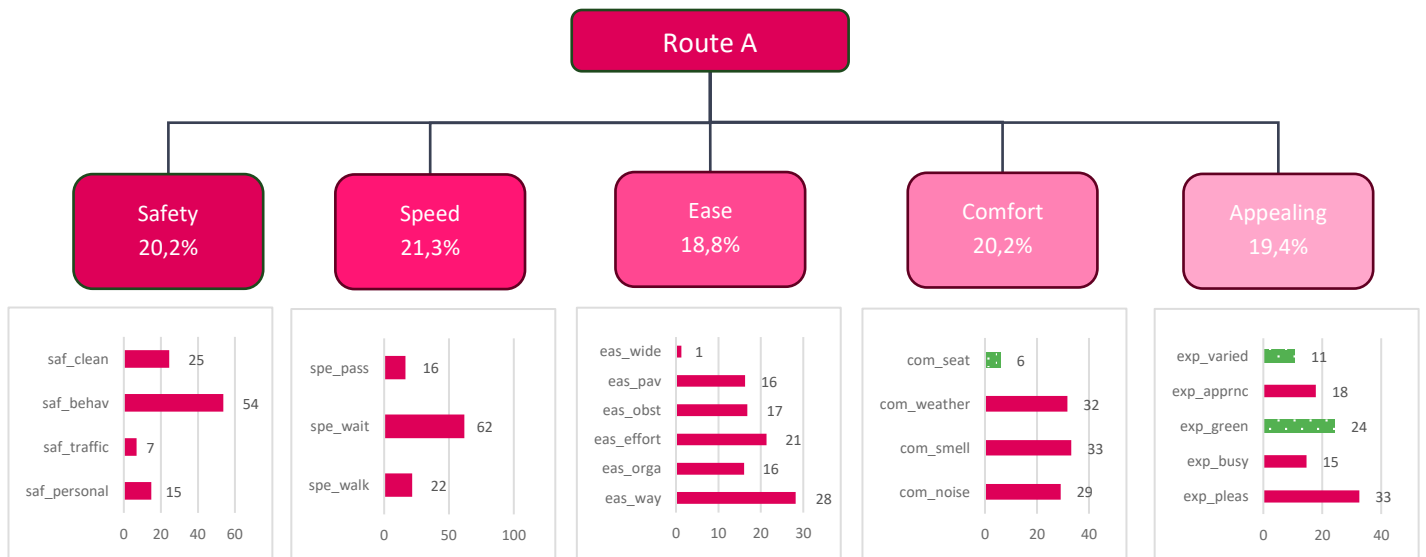 Route A
Safety
20,2%
Speed
21,3%
Ease
18,8%
Comfort
20,2%
Appealing
19,4%
saf_clean 25
saf_behav 54
saf_traffic 7
saf_personal 15
0 20 40 60
spe_pass 16
spe_wait 62
spe_walk 22
0 50 100
eas_wide 1
eas_pav 16
eas_obst 17
eas_effort 21
eas_orga 16
eas_way 28
0 10 20 30
com_seat 6
com_weather 32
com_smell 33
com_noise 29
0 20 40
exp_varied 11
exp_apprnc 18
exp_green 24
exp_busy 15
exp_pleas 33
0 20 40